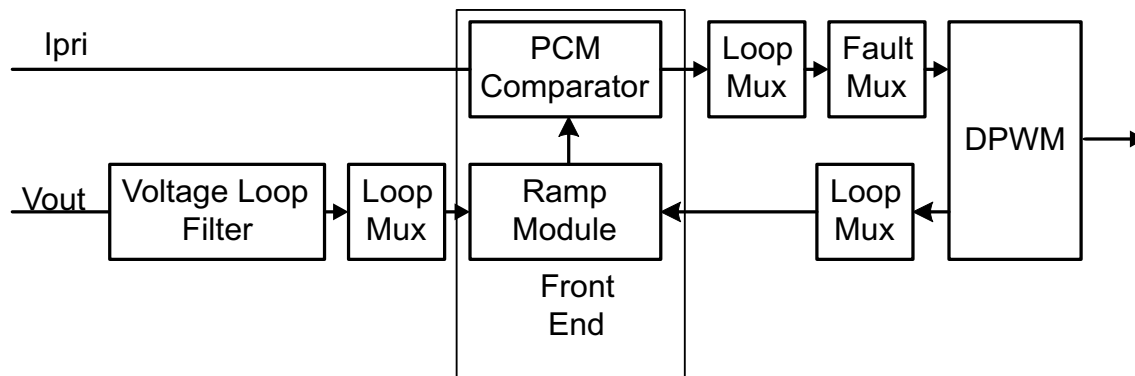 Ipri
PCM
Comparator
Loop
Mux
Fault
Mux
DPWM
Vout
Voltage Loop
Filter
Loop
Mux
Ramp
Module
Loop
Mux
Front
End